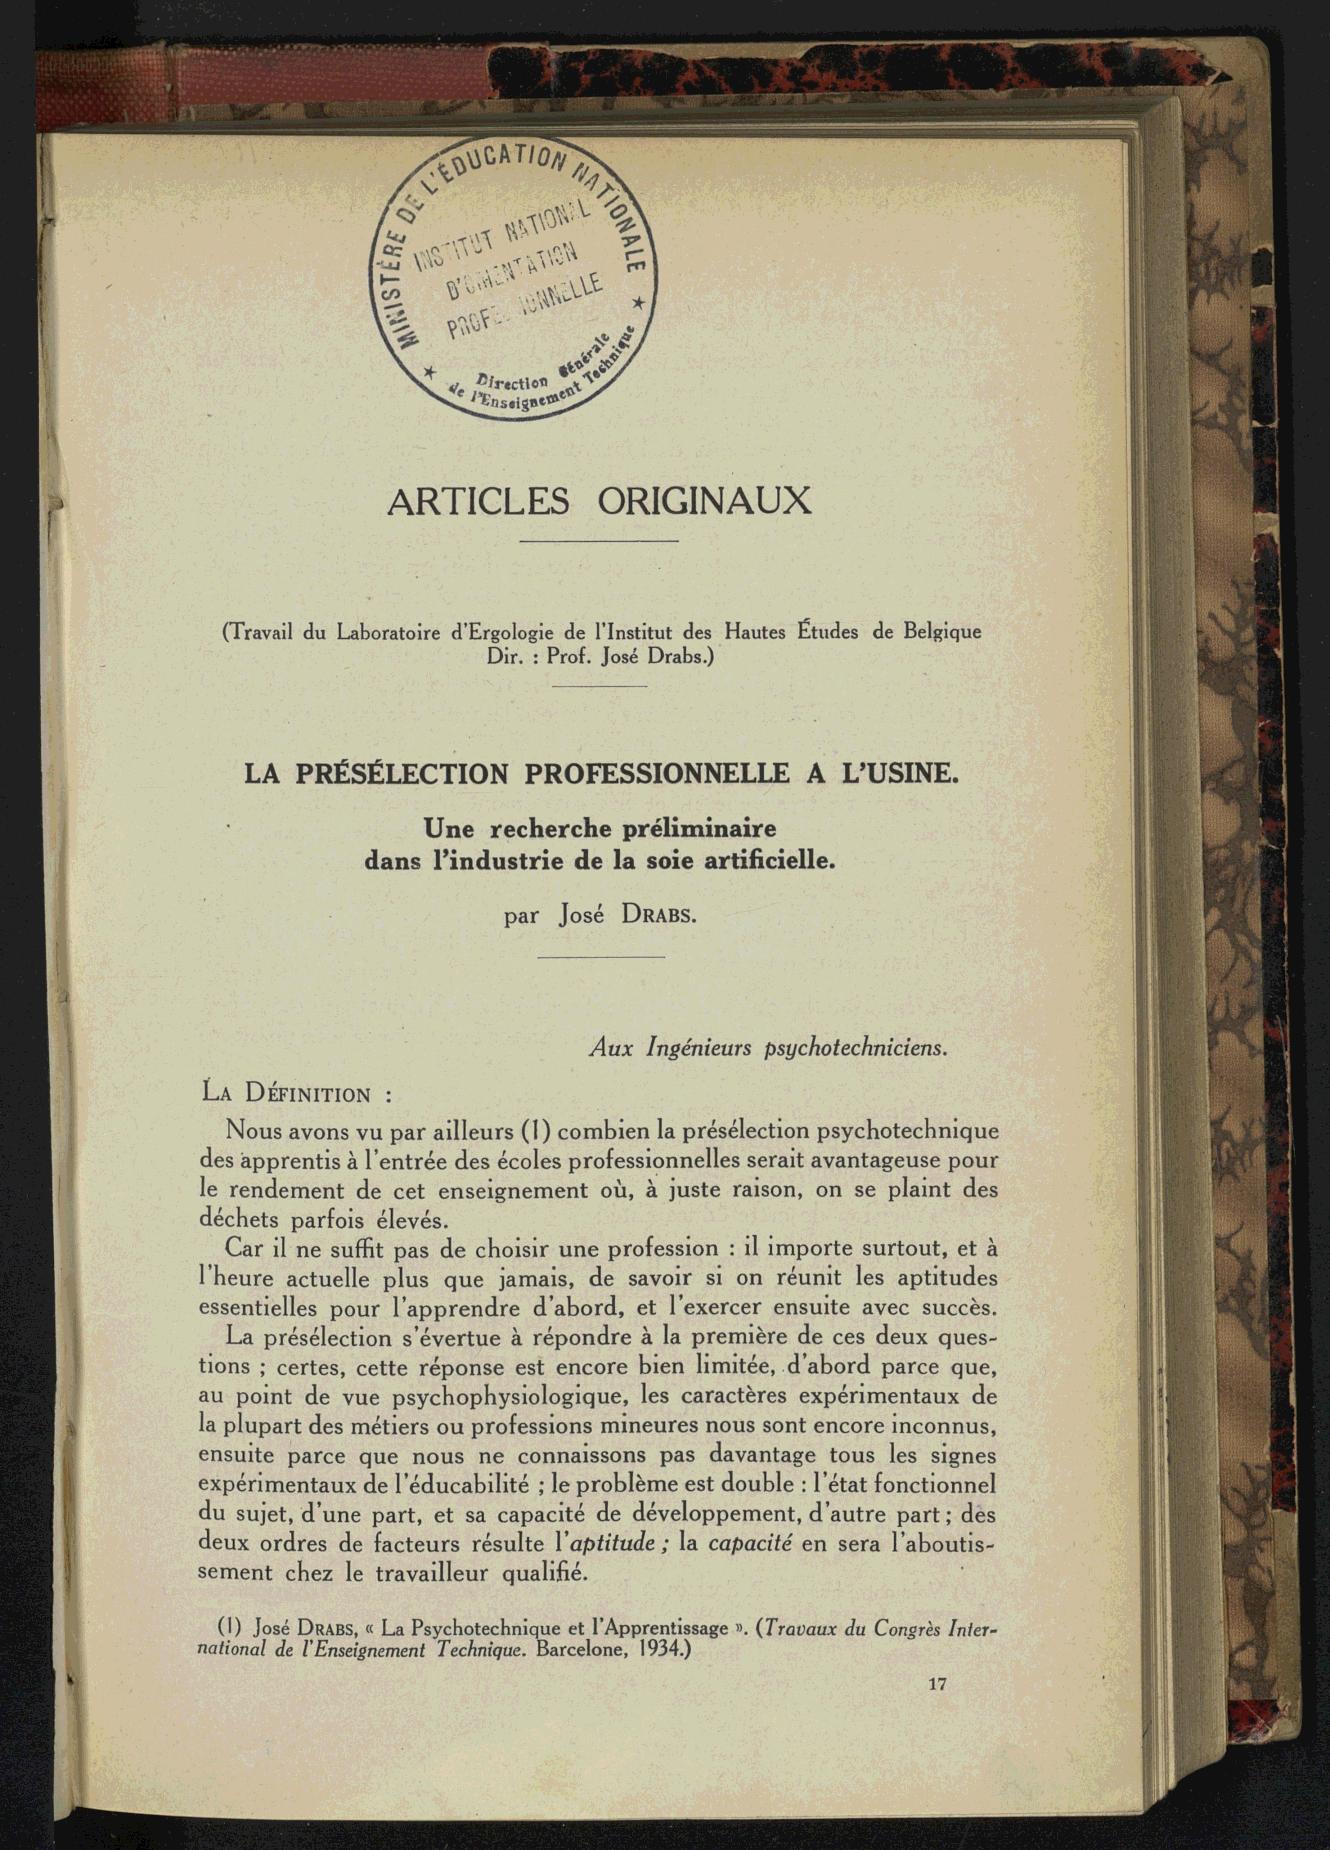 MINISTÈRE DE L'ÉDUCATION NATIONALE
INSTITUT NATIONAL
D'ORIENTATION
PROFESSIONNELLE
Direction Générale
de l'Enseignement Technique
ARTICLES ORIGINAUX
(Travail du Laboratoire d'Ergologie de l'Institut des Hautes Études de Belgique
Dir. : Prof. José Drabs.)
LA PRÉSÉLECTION PROFESSIONNELLE A L'USINE.
Une recherche préliminaire
dans l'industrie de la soie artificielle.
par José DRABS.
Aux Ingénieurs psychotechniciens.
LA DÉFINITION :
Nous avons vu par ailleurs (1) combien la présélection psychotechnique
des apprentis à l'entrée des écoles professionnelles serait avantageuse pour
le rendement de cet enseignement où, à juste raison, on se plaint des
déchets parfois élevés.
Car il ne suffit pas de choisir une profession : il importe surtout, et à
l'heure actuelle plus que jamais, de savoir si on réunit les aptitudes
essentielles pour l'apprendre d'abord, et l'exercer ensuite avec succès.
La présélection s'évertue à répondre à la première de ces deux ques-
tions ; certes, cette réponse est encore bien limitée, d'abord parce que,
au point de vue psychophysiologique, les caractères expérimentaux de
la plupart des métiers ou professions mineures nous sont encore inconnus,
ensuite parce que nous ne connaissons pas davantage tous les signes
expérimentaux de l'éducabilité ; le problème est double : l'état fonctionnel
du sujet, d'une part, et sa capacité de développement, d'autre part ; des
deux ordres de facteurs résulte l'aptitude ; la capacité en sera l'aboutis-
sement chez le travailleur qualifié.
(1) José DRABS, « La Psychotechnique et l'Apprentissage ». (Travaux du Congrès Inter-
national de l'Enseignement Technique. Barcelone, 1934.)
17